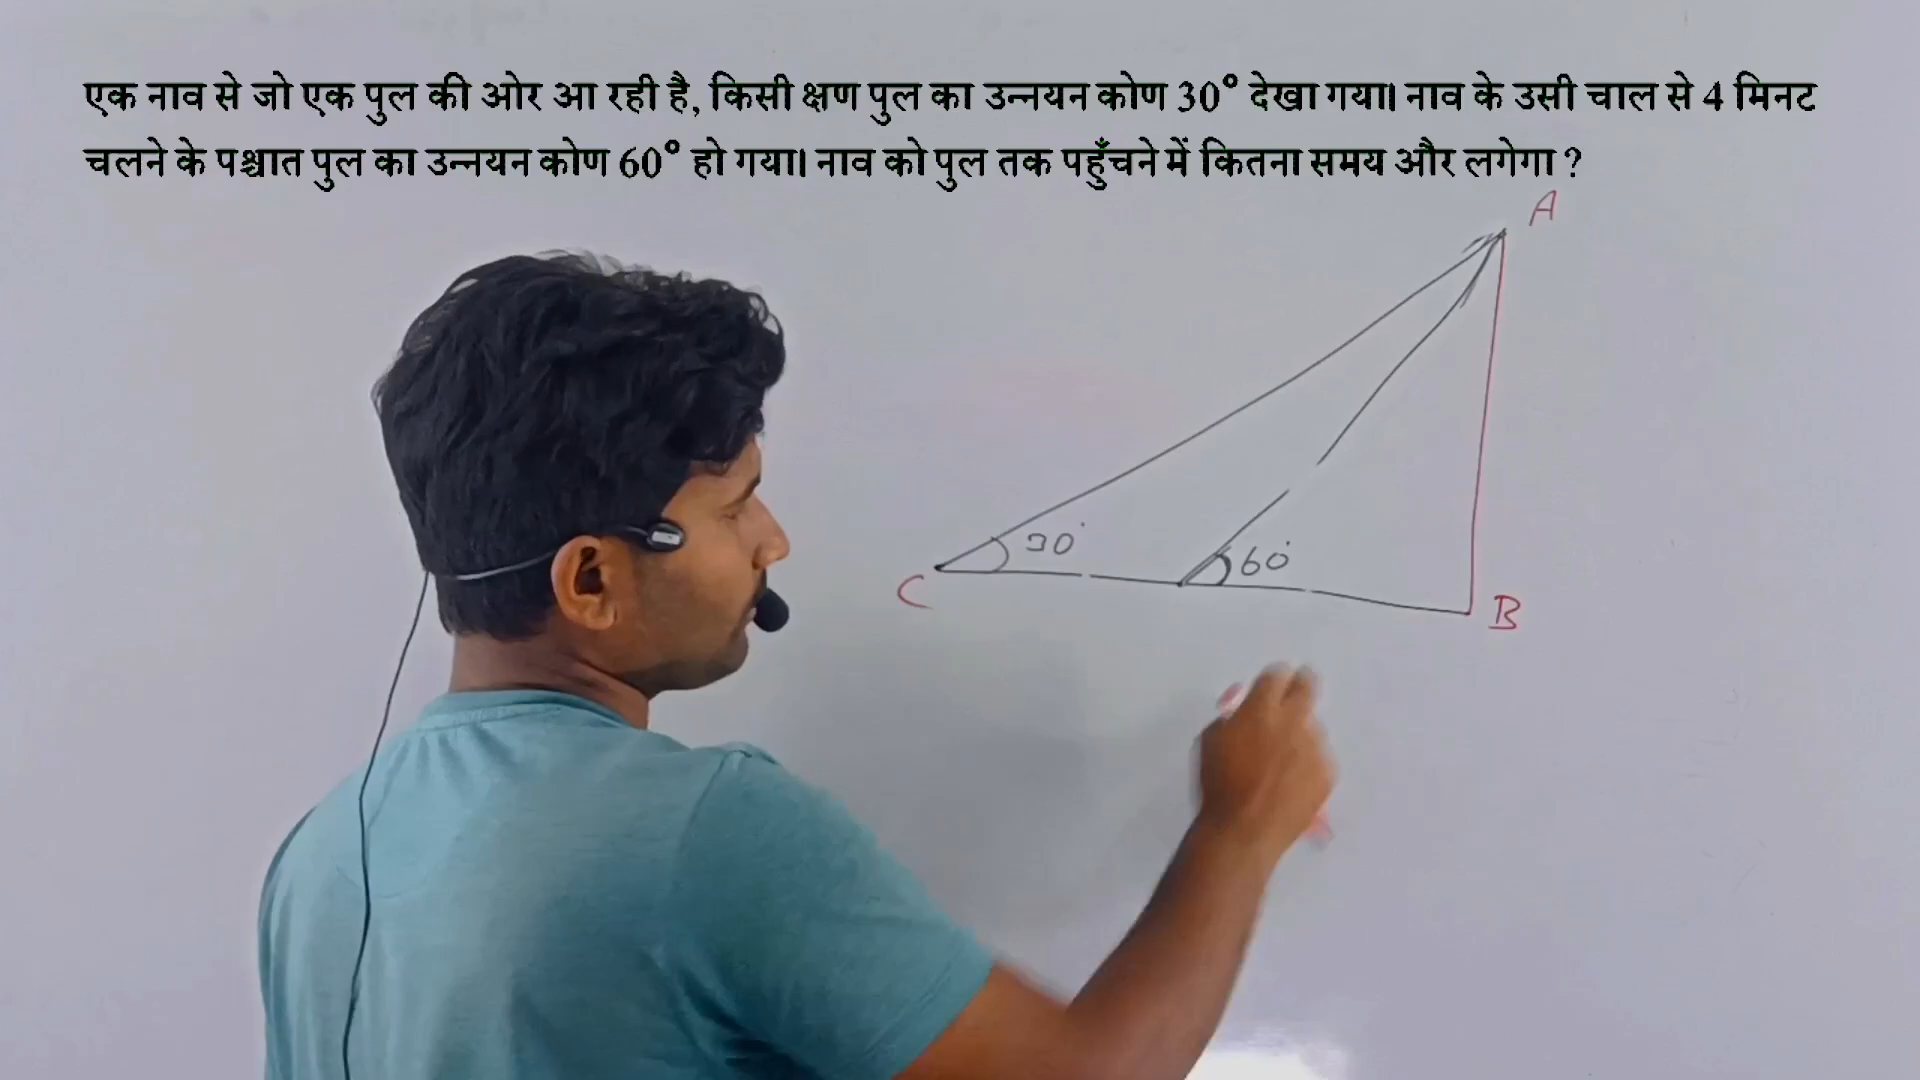 एक नाव से जो एक पुल की ओर आ रही है, किसी क्षण पुल का उन्नयन कोण 30° देखा गया। नाव के उसी चाल से 4 मिनट
चलने के पश्चात पुल का उन्नयन कोण 60° हो गया। नाव को पुल तक पहुँचने में कितना समय और लगेगा ?
A
30°
60°
C
B